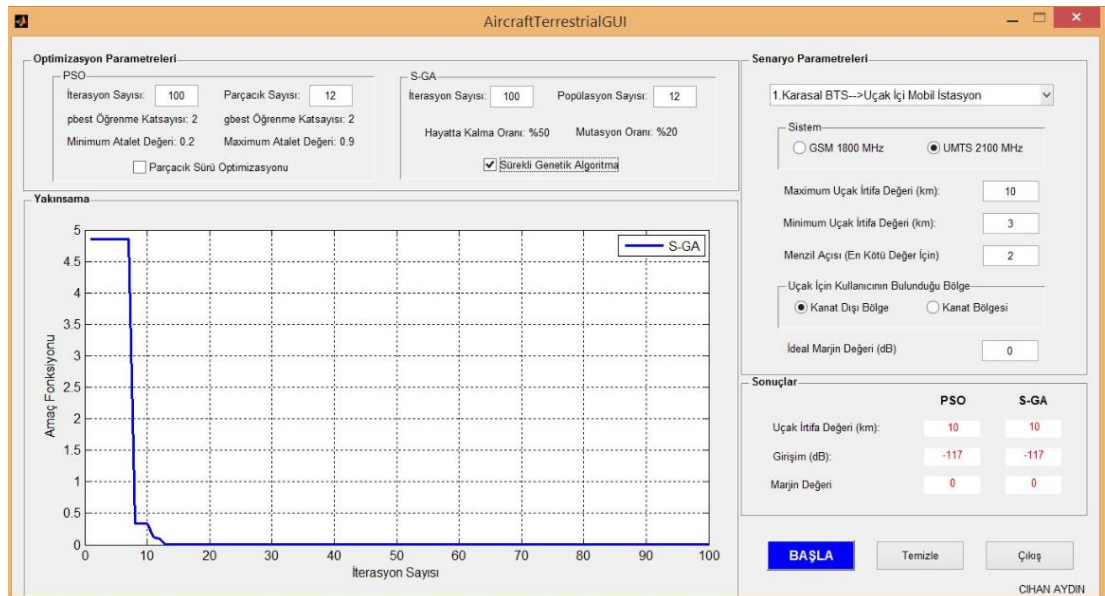 AircraftTerrestrialGUI
Optimizasyon Parametreleri
PSO
İterasyon Sayısı: 100 Parçacık Sayısı: 12
pbest Öğrenme Katsayısı: 2 gbest Öğrenme Katsayısı: 2
Minimum Atalet Değeri: 0.2 Maximum Atalet Değeri: 0.9
Parçacık Sürü Optimizasyonu
S-GA
İterasyon Sayısı: 100 Popülasyon Sayısı: 12
Hayatta Kalma Oranı: %50 Mutasyon Oranı: %20
Sürekli Genetik Algoritma
Yakınsama
S-GA
5
4.5
4
3.5
3
2.5
2
1.5
1
0.5
0
Amaç Fonksiyonu
0 10 20 30 40 50 60 70 80 90 100
İterasyon Sayısı
Senaryo Parametreleri
1.Karasal BTS-->Uçak İçi Mobil İstasyon
Sistem
GSM 1800 MHz UMTS 2100 MHz
Maximum Uçak İrtifa Değeri (km): 10
Minimum Uçak İrtifa Değeri (km): 3
Menzil Açısı (En Kötü Değer İçin) 2
Uçak İçin Kullanıcının Bulunduğu Bölge
Kanat Dışı Bölge Kanat Bölgesi
İdeal Marjin Değeri (dB) 0
Sonuçlar
PSO S-GA
Uçak İrtifa Değeri (km): 10 10
Girişim (dB): -117 -117
Marjin Değeri 0 0
BAŞLA Temizle Çıkış
CIHAN AYDIN